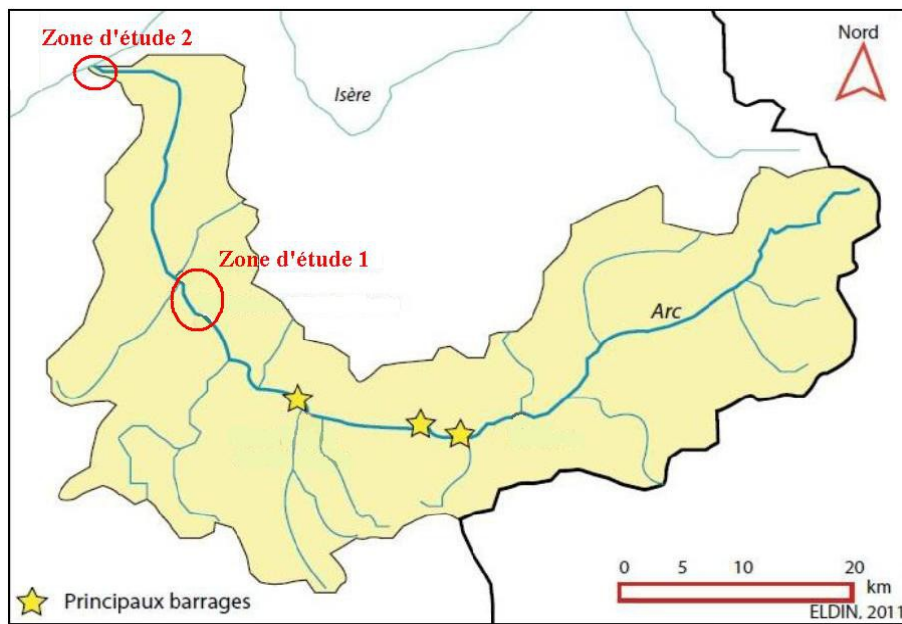 Zone d'étude 2
Nord
Isère
Zone d'étude 1
Arc
0 5 10 20
km
Principaux barrages
ELDIN, 2011